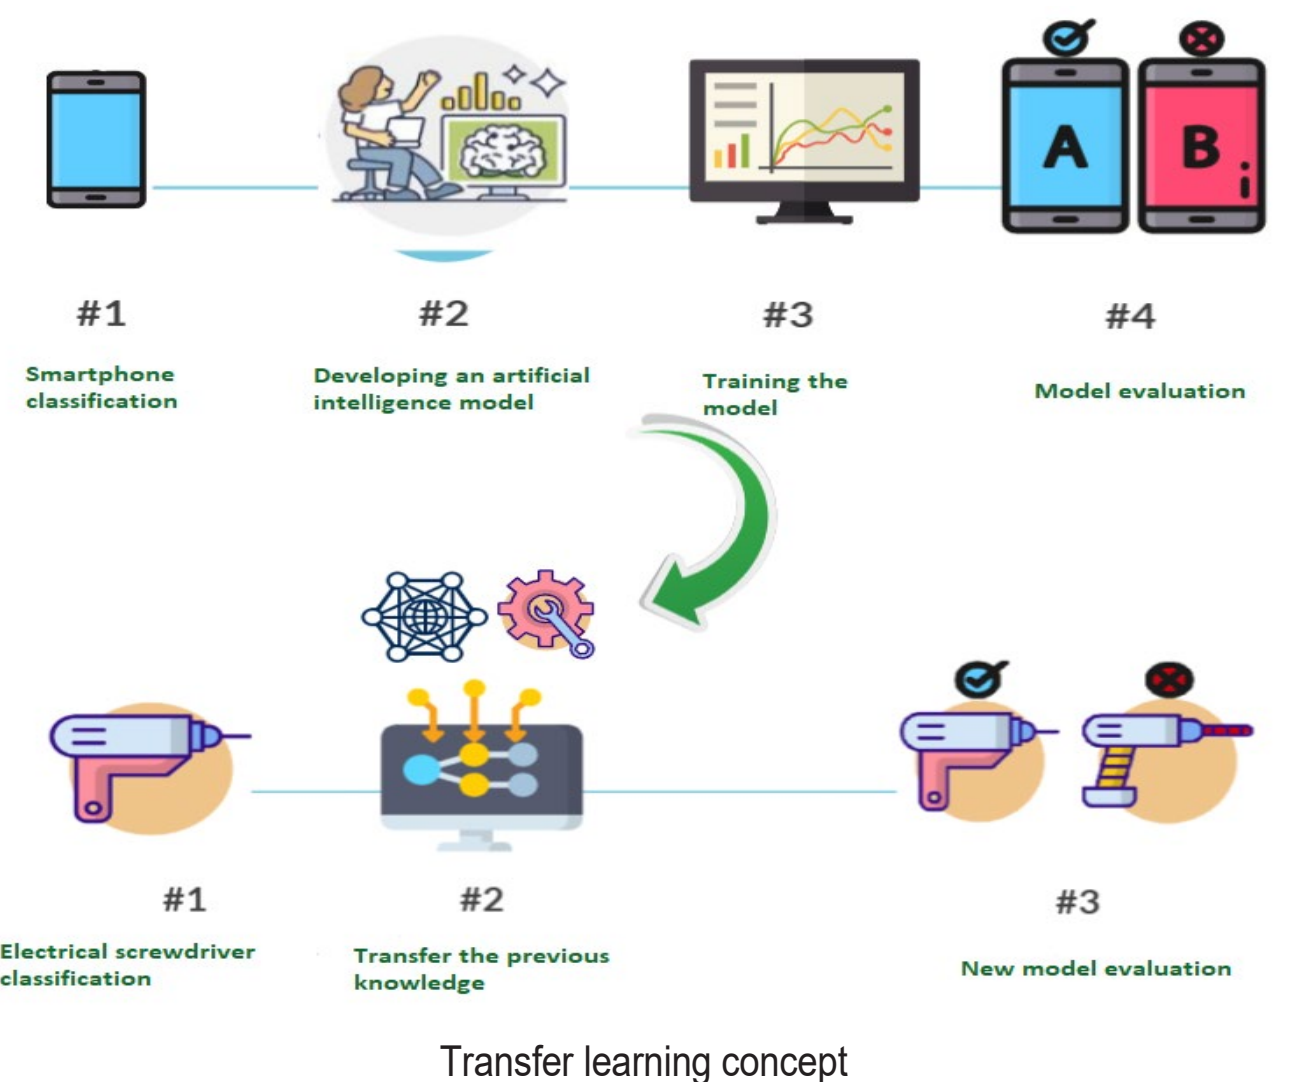 A
B
i
#1
#2
#3
#4
Smartphone
classification
Developing an artificial
intelligence model
Training the
model
Model evaluation
#1
#2
#3
Electrical screwdriver
classification
Transfer the previous
knowledge
New model evaluation
Transfer learning concept